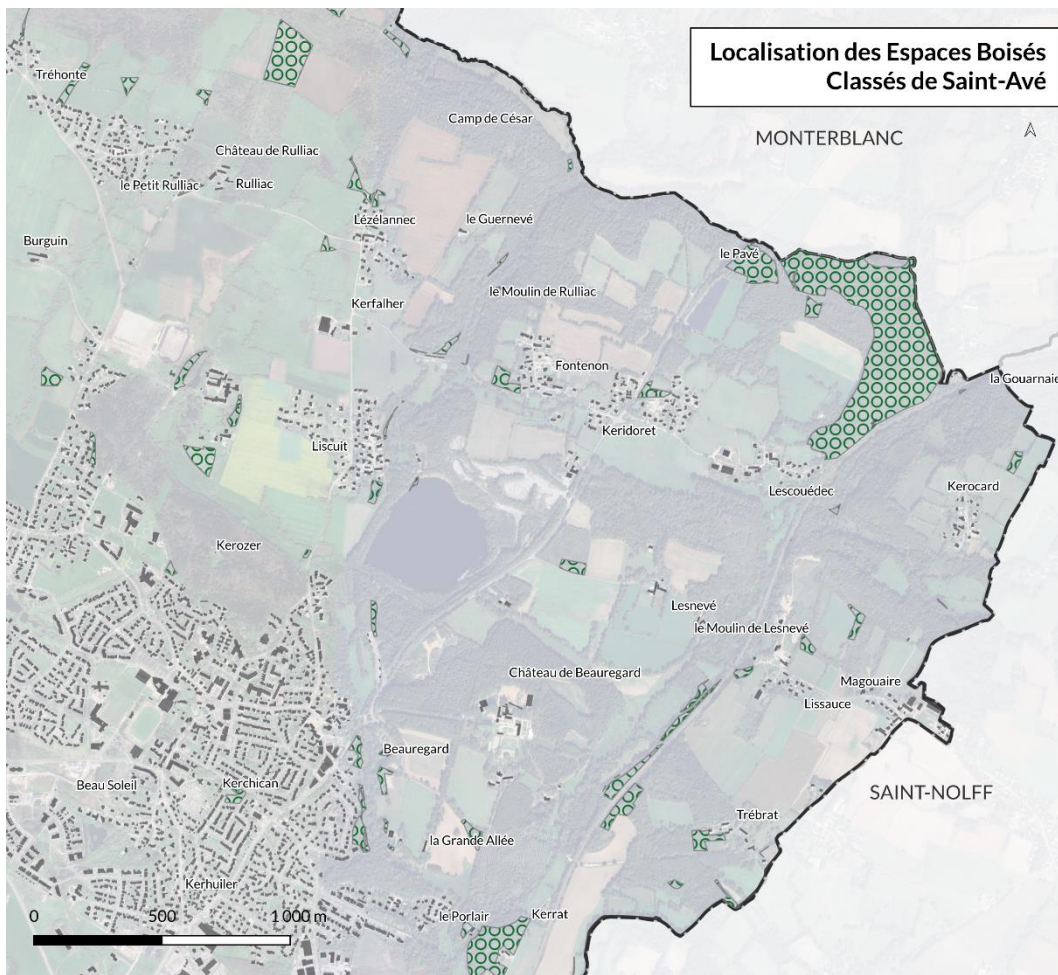 Localisation des Espaces Boisés
Classés de Saint-Avé
Tréhonte
Camp de César
MONTERBLANC
Château de Rulliac
le Petit Rulliac
Rulliac
Lézélannec
le Guernevé
Burguin
le Pavé
le Moulin de Rulliac
Kerfalher
Fontenon
la Gouarnaie
Keridoret
Liscuit
Lescouëdec
Kerocard
Kerozer
Lesnevé
le Moulin de Lesnevé
Château de Beauregard
Magouaire
Lissauce
Beauregard
Beau Soleil
Kerchican
SAINT-NOLFF
Trébrat
la Grande Allée
Kerhuiler
le Porlair
Kerrat
0 500 1 000 m